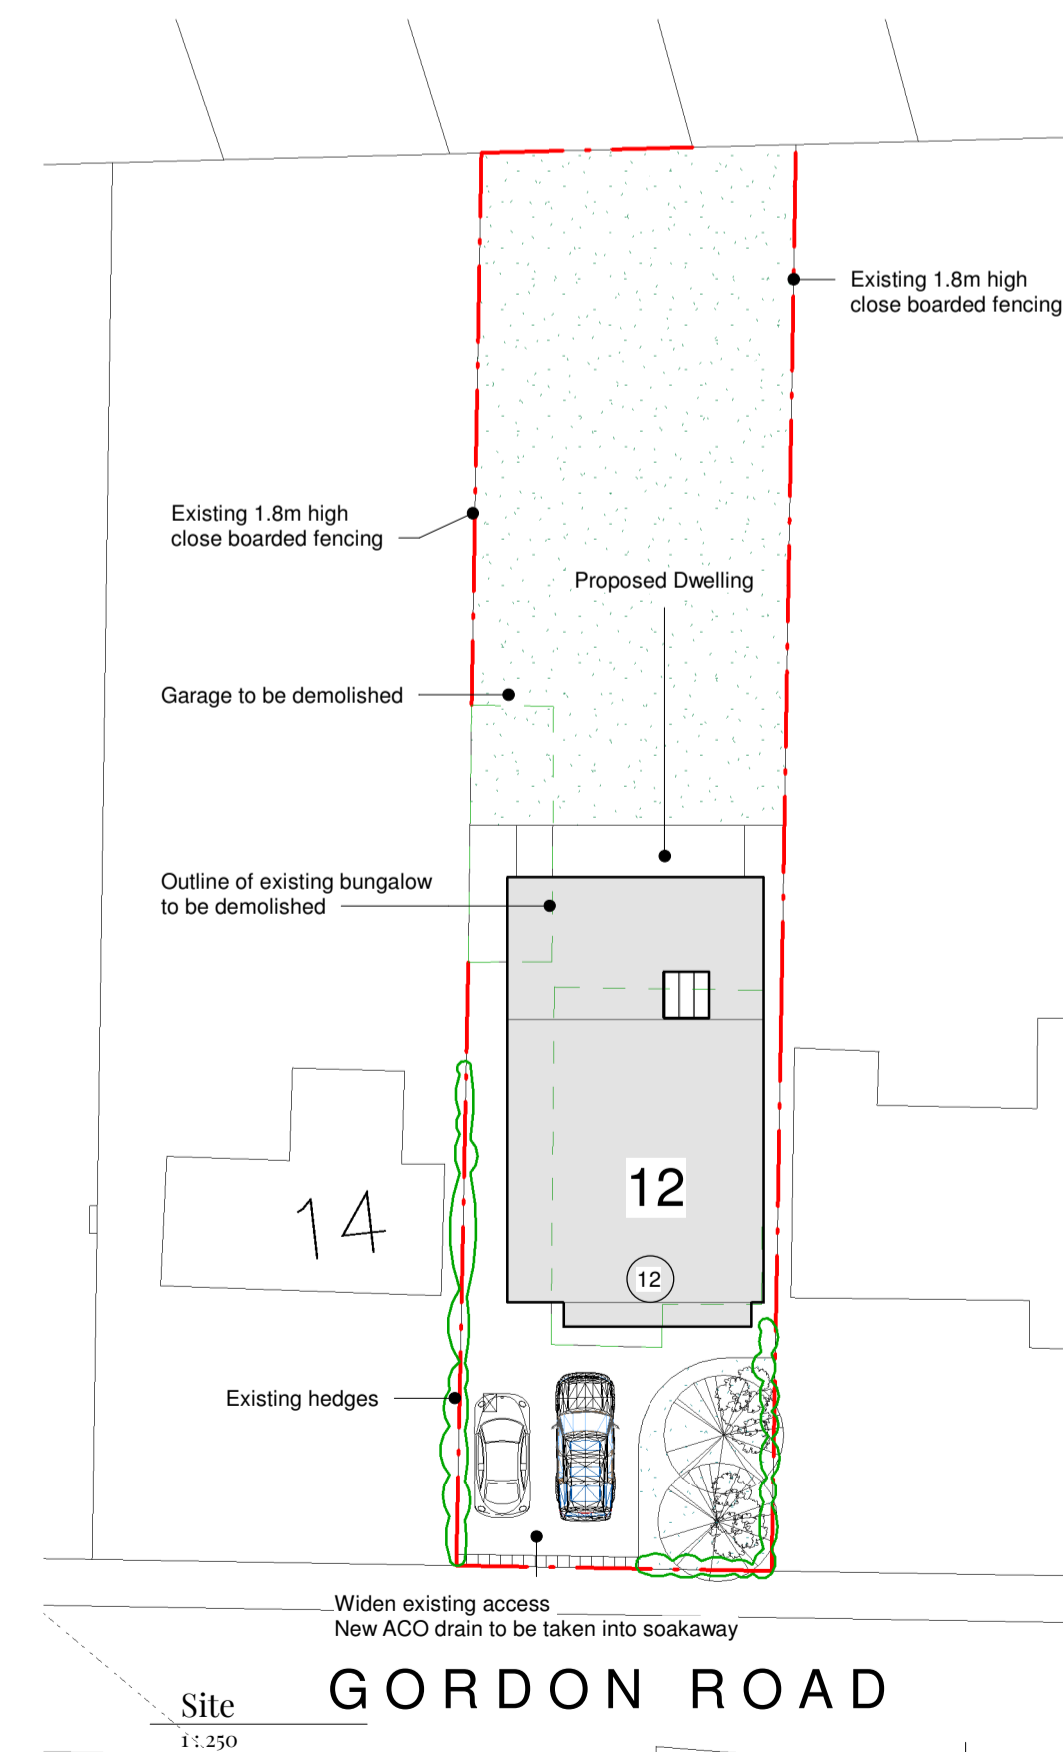 Existing 1.8m high
close boarded fencing
Existing 1.8m high
close boarded fencing
Proposed Dwelling
Garage to be demolished
Outline of existing bungalow
to be demolished
12
14
12
Existing hedges
Widen existing access
New ACO drain to be taken into soakaway
GORDON ROAD
Site
1:250